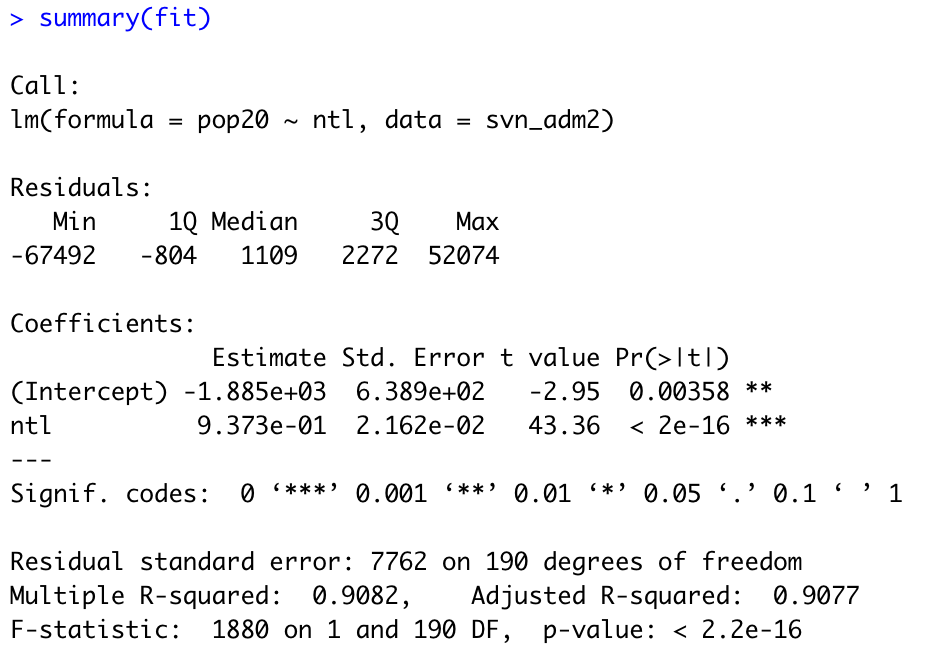 > summary(fit)
Call:
lm(formula = pop20 ~ ntl, data = svn_adm2)
Residuals:
   Min     1Q Median     3Q    Max
-67492   -804   1109   2272  52074
Coefficients:
              Estimate Std. Error t value Pr(>|t|)
(Intercept) -1.885e+03  6.389e+02   -2.95  0.00358 **
ntl          9.373e-01  2.162e-02   43.36  < 2e-16 ***
---
Signif. codes:  0 ‘***’ 0.001 ‘**’ 0.01 ‘*’ 0.05 ‘.’ 0.1 ‘ ’ 1
Residual standard error: 7762 on 190 degrees of freedom
Multiple R-squared:  0.9082,    Adjusted R-squared:  0.9077
F-statistic:  1880 on 1 and 190 DF,  p-value: < 2.2e-16